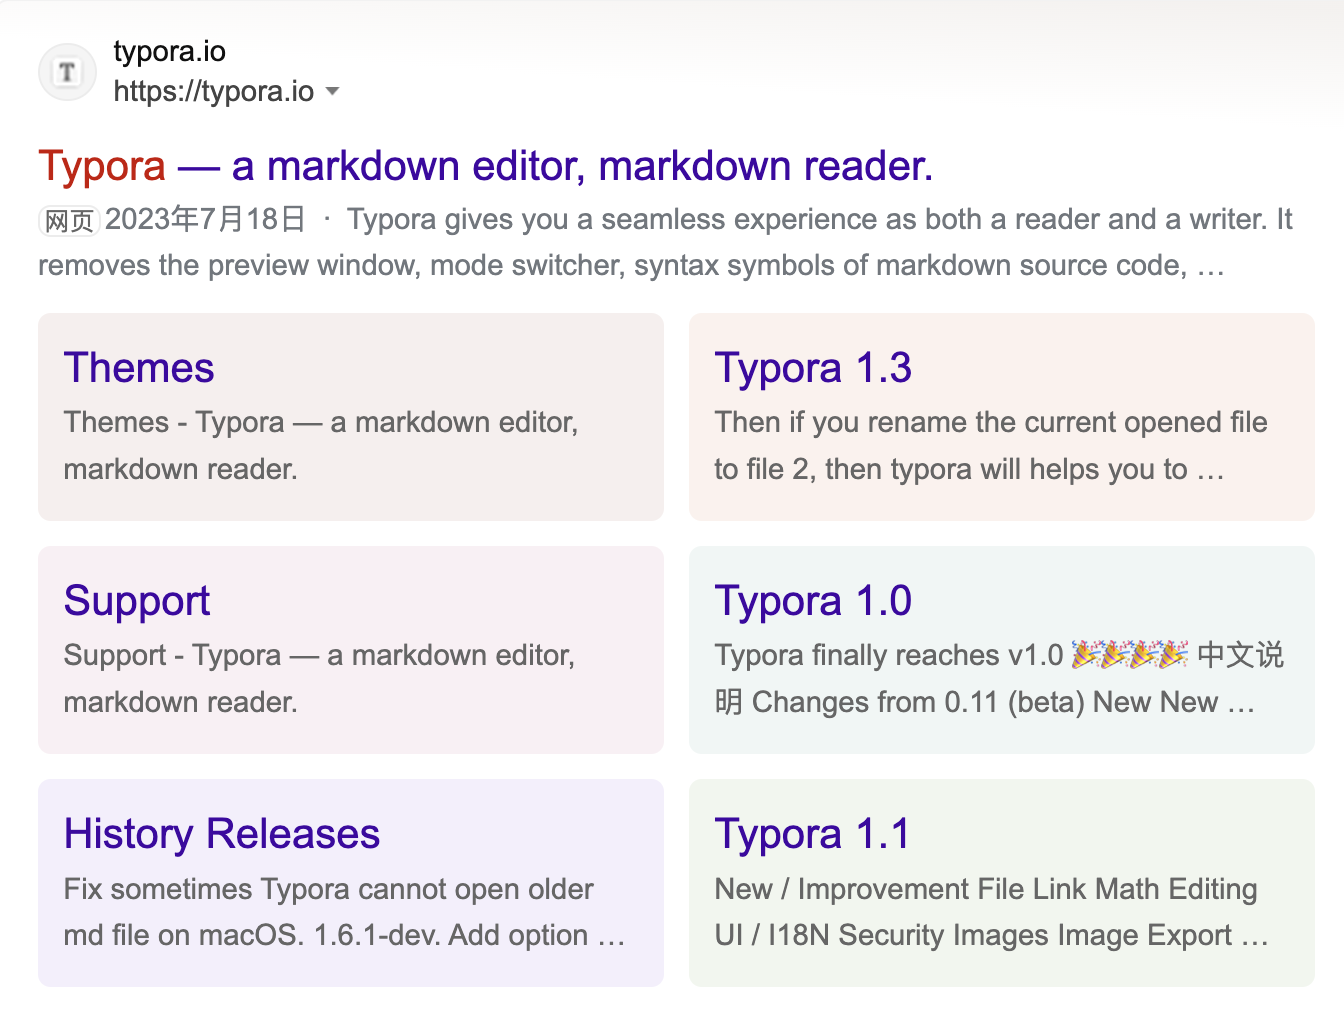 T
typora.io
https://typora.io
Typora — a markdown editor, markdown reader.
网页 2023年7月18日 · Typora gives you a seamless experience as both a reader and a writer. It
removes the preview window, mode switcher, syntax symbols of markdown source code, …
Themes
Themes - Typora — a markdown editor,
markdown reader.
Typora 1.3
Then if you rename the current opened file
to file 2, then typora will helps you to …
Support
Support - Typora — a markdown editor,
markdown reader.
Typora 1.0
Typora finally reaches v1.0 🎉🎉🎉🎉 中文说
明 Changes from 0.11 (beta) New New …
History Releases
Fix sometimes Typora cannot open older
md file on macOS. 1.6.1-dev. Add option …
Typora 1.1
New / Improvement File Link Math Editing
UI / I18N Security Images Image Export …